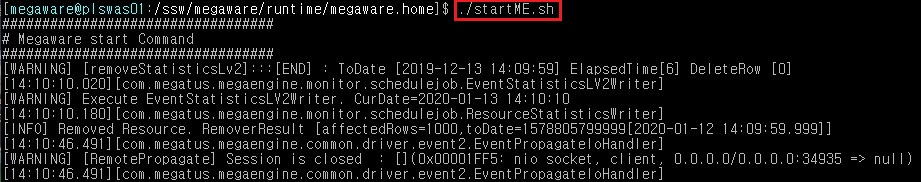 [megaware@plswas01:/ssw/megaware/runtime/megaware.home]$ ./startME.sh
##################################
# Megaware start Command
##################################
[WARNING] [removeStatisticsLv2]:::[END] : ToDate [2019-12-13 14:09:59] ElapsedTime[6] DeleteRow [0]
[14:10:10.020][com.megatus.megaengine.monitor.schedulejob.EventStatisticsLV2Writer]
[WARNING] Execute EventStatisticsLV2Writer. CurDate=2020-01-13 14:10:10
[14:10:10.180][com.megatus.megaengine.monitor.schedulejob.ResourceStatisticsWriter]
[INFO] Removed Resource. RemoverResult [affectedRows=1000,toDate=1578805799999[2020-01-12 14:09:59.999]]
[14:10:46.491][com.megatus.megaengine.common.driver.event2.EventPropagateIoHandler]
[WARNING] [RemotePropagate] Session is closed  : [](0x00001FF5: nio socket, client, 0.0.0.0/0.0.0.0:34935 => null)
[14:10:46.491][com.megatus.megaengine.common.driver.event2.EventPropagateIoHandler]